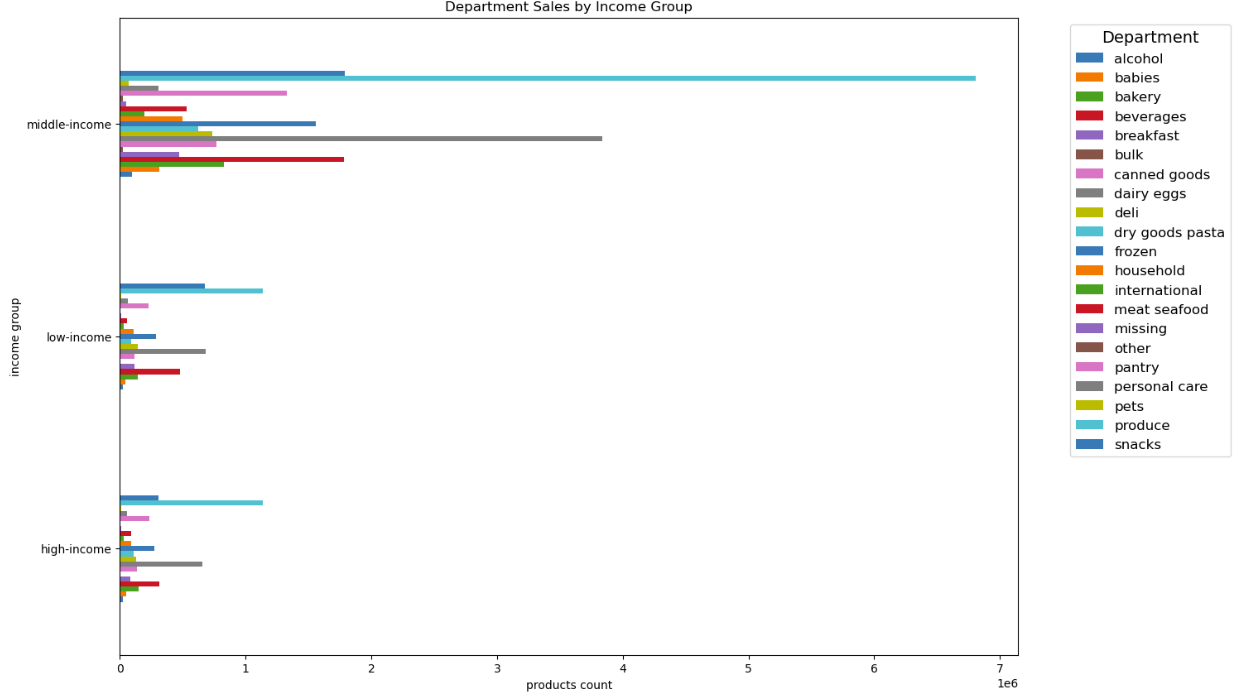 Department Sales by Income Group
middle-income
low-income
high-income
income group
0 1 2 3 4 5 6 7
1e6
products count
Department
alcohol
babies
bakery
beverages
breakfast
bulk
canned goods
dairy eggs
deli
dry goods pasta
frozen
household
international
meat seafood
missing
other
pantry
personal care
pets
produce
snacks